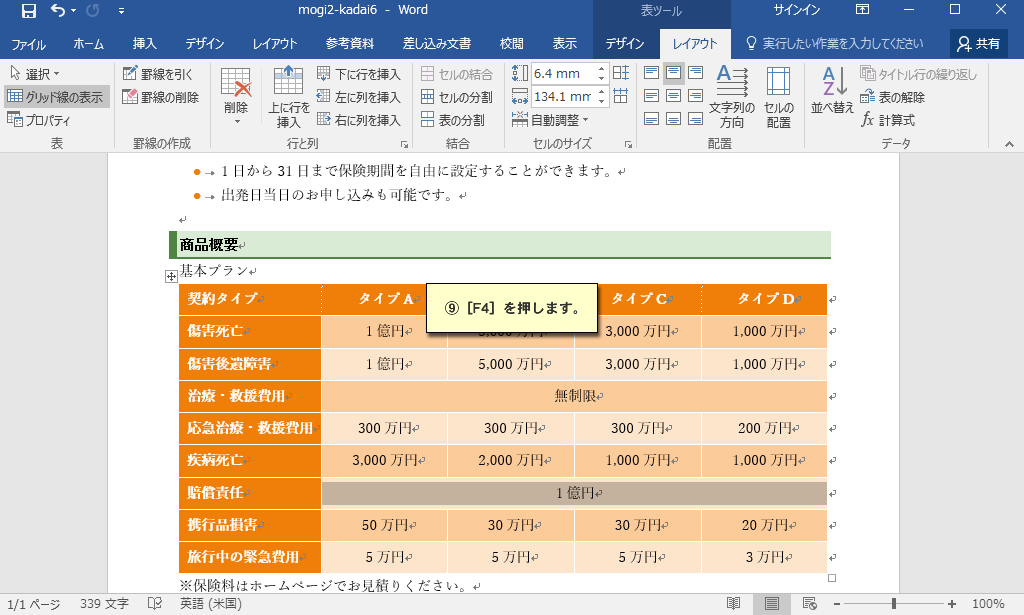 mogi2-kadai6 - Word
表ツール
サインイン
ファイル ホーム 挿入 デザイン レイアウト 参考資料 差し込み文書 校閲 表示 デザイン レイアウト 実行したい作業を入力してください 共有
選択
グリッド線の表示
プロパティ
表
罫線を引く
罫線の削除
罫線の作成
削除
上に行を
挿入
下に行を挿入
左に列を挿入
右に列を挿入
行と列
セルの結合
セルの分割
表の分割
結合
6.4 mm
134.1 mm
自動調整
セルのサイズ
文字列の
方向
セルの
配置
配置
並べ替え
タイトル行の繰り返し
表の解除
計算式
データ
1 日から 31 日まで保険期間を自由に設定することができます。
出発日当日のお申し込みも可能です。
商品概要
基本プラン
契約タイプ タイプ A タイプ C タイプ D
⑨［F4］を押します。
傷害死亡 1 億円 3,000 万円 1,000 万円
傷害後遺障害 1 億円 5,000 万円 3,000 万円 1,000 万円
治療・救援費用 無制限
応急治療・救援費用 300 万円 300 万円 300 万円 200 万円
疾病死亡 3,000 万円 2,000 万円 1,000 万円 1,000 万円
賠償責任 1 億円
携行品損害 50 万円 30 万円 30 万円 20 万円
旅行中の緊急費用 5 万円 5 万円 5 万円 3 万円
※保険料はホームページでお見積りください。
1/1 ページ 339 文字 英語 (米国) 100%